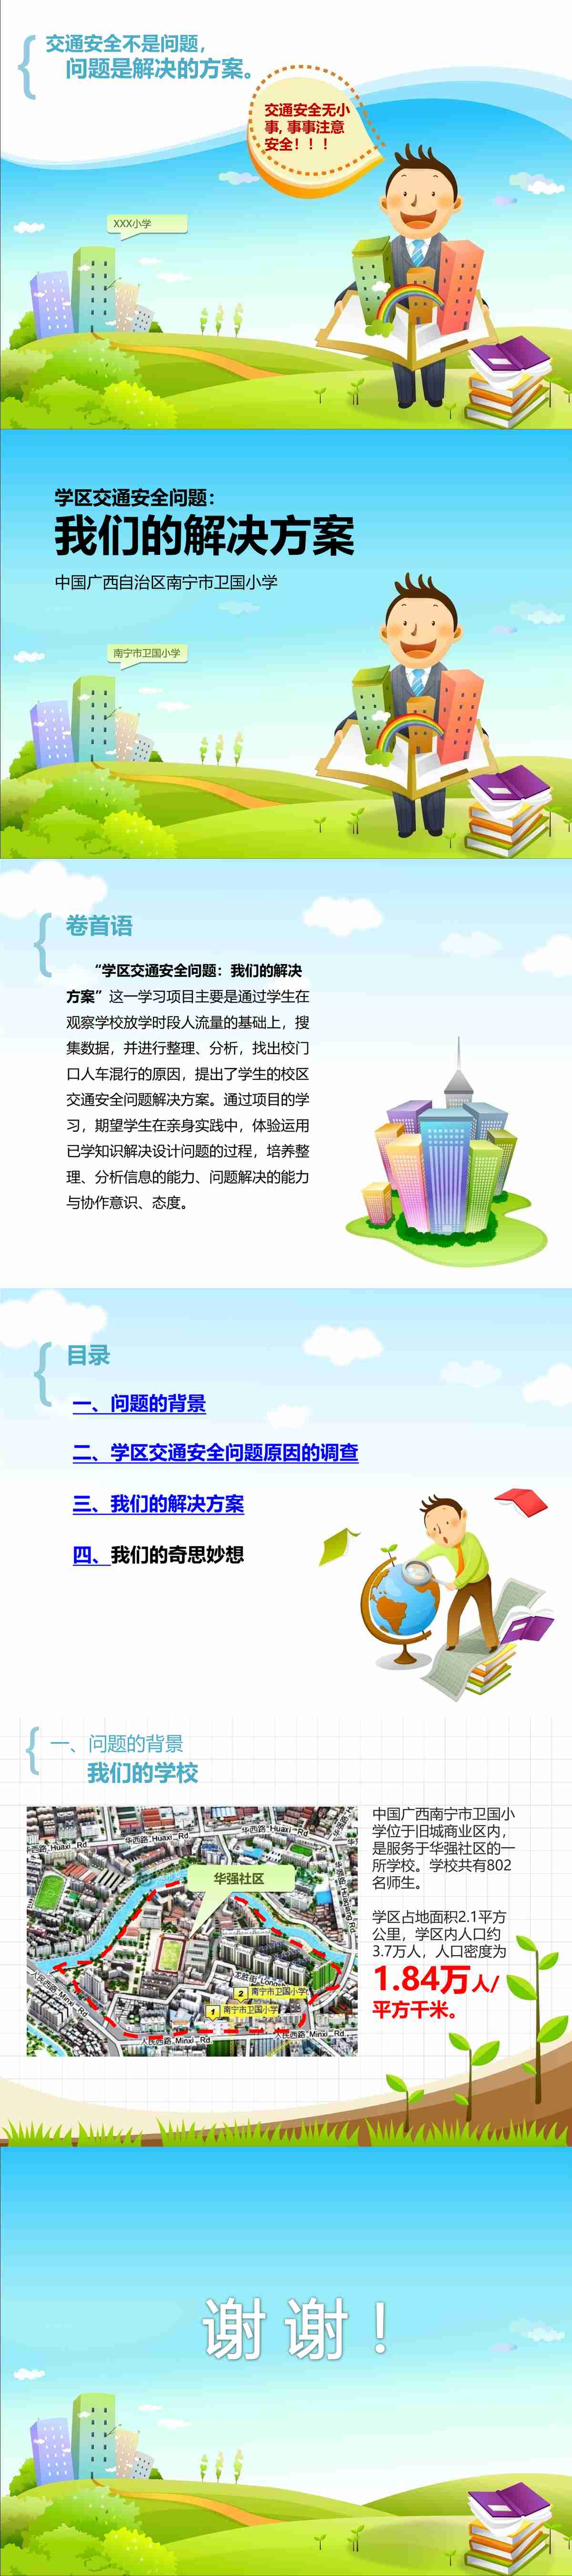 交通安全不是问题，
问题是解决的方案。
交通安全无小
事，事事注意
安全！！！
XXX小学
学区交通安全问题：
我们的解决方案
中国广西自治区南宁市卫国小学
南宁市卫国小学
卷首语
“学区交通安全问题：我们的解决
方案”这一学习项目主要是通过学生在
观察学校放学时段人流量的基础上，搜
集数据，并进行整理、分析，找出校门
口人车混行的原因，提出了学生的校区
交通安全问题解决方案。通过项目的学
习，期望学生在亲身实践中，体验运用
已学知识解决设计问题的过程，培养整
理、分析信息的能力、问题解决的能力
与协作意识、态度。
目录
一、问题的背景
二、学区交通安全问题原因的调查
三、我们的解决方案
四、我们的奇思妙想
一、问题的背景
我们的学校
华西路 Huaxi Rd
华西路 Huaxi Rd
华强社区
2 南宁市卫国小学
1 南宁市卫国小学
人民西路 Minxi Rd
人民西路 Minxi Rd
人民西路 Minxi Rd
中国广西南宁市卫国小
学位于旧城商业区内，
是服务于华强社区的一
所学校。学校共有802
名师生。
学区占地面积2.1平方
公里，学区内人口约
3.7万人，人口密度为
1.84万人/
平方千米。
谢谢！